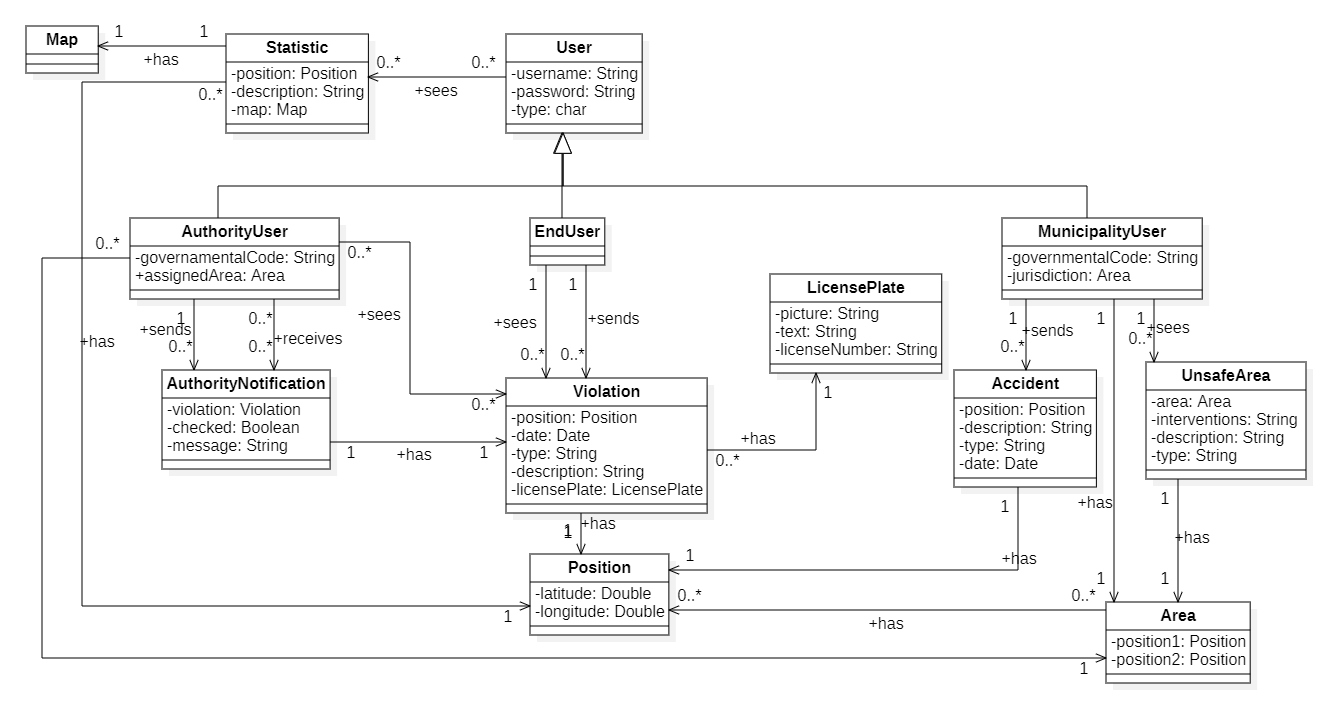 Map
1
1
+has
Statistic
-position: Position
-description: String
-map: Map
0..*
0..*
0..*
+sees
User
-username: String
-password: String
-type: char
AuthorityUser
-governamentalCode: String
+assignedArea: Area
0..*
0..*
EndUser
MunicipalityUser
-governmentalCode: String
-jurisdiction: Area
LicensePlate
-picture: String
-text: String
-licenseNumber: String
1
+sends
0..*
0..*
+receives
0..*
+has
+sees
0..*
1
1
+sees
+sends
0..*
0..*
1
+sends
0..*
1
1
+sees
0..*
AuthorityNotification
-violation: Violation
-checked: Boolean
-message: String
1
+has
1
Violation
-position: Position
-date: Date
-type: String
-description: String
-licensePlate: LicensePlate
+has
0..*
1
Accident
-position: Position
-description: String
-type: String
-date: Date
UnsafeArea
-area: Area
-interventions: String
-description: String
-type: String
1
1
+has
1
+has
1
+has
1
+has
1
1
Position
-latitude: Double
-longitude: Double
1
0..*
0..*
+has
1
Area
-position1: Position
-position2: Position
1